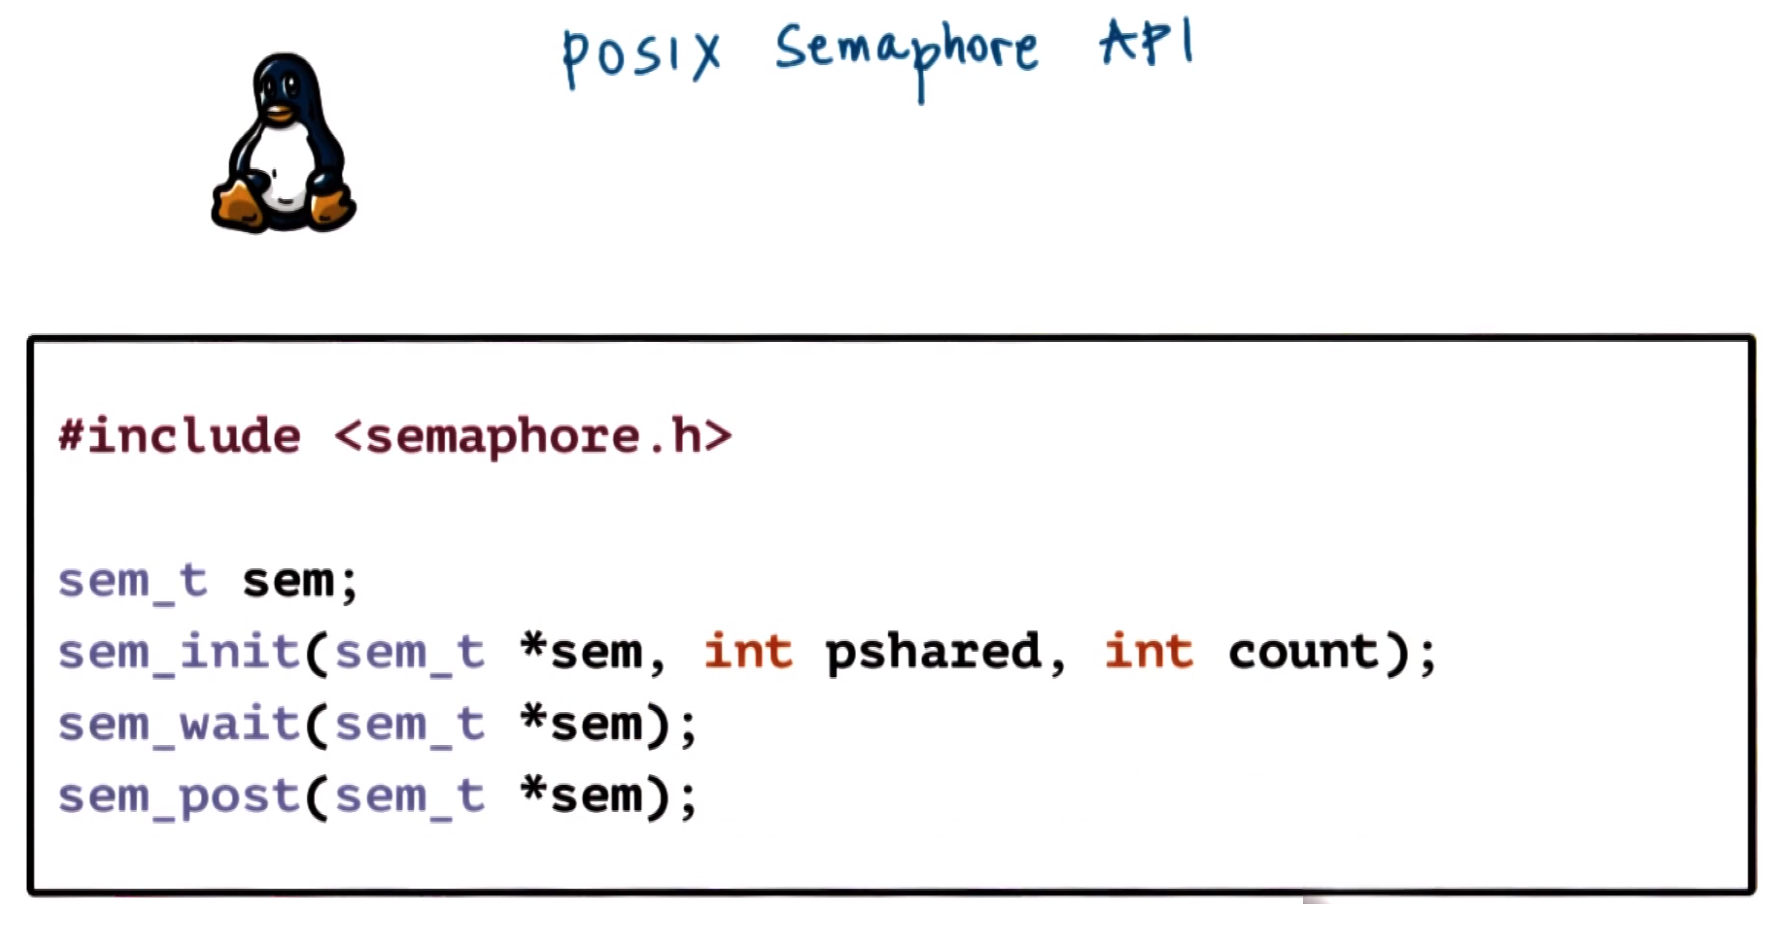 POSIX Semaphore API
#include <semaphore.h>
sem_t sem;
sem_init(sem_t *sem, int pshared, int count);
sem_wait(sem_t *sem);
sem_post(sem_t *sem);